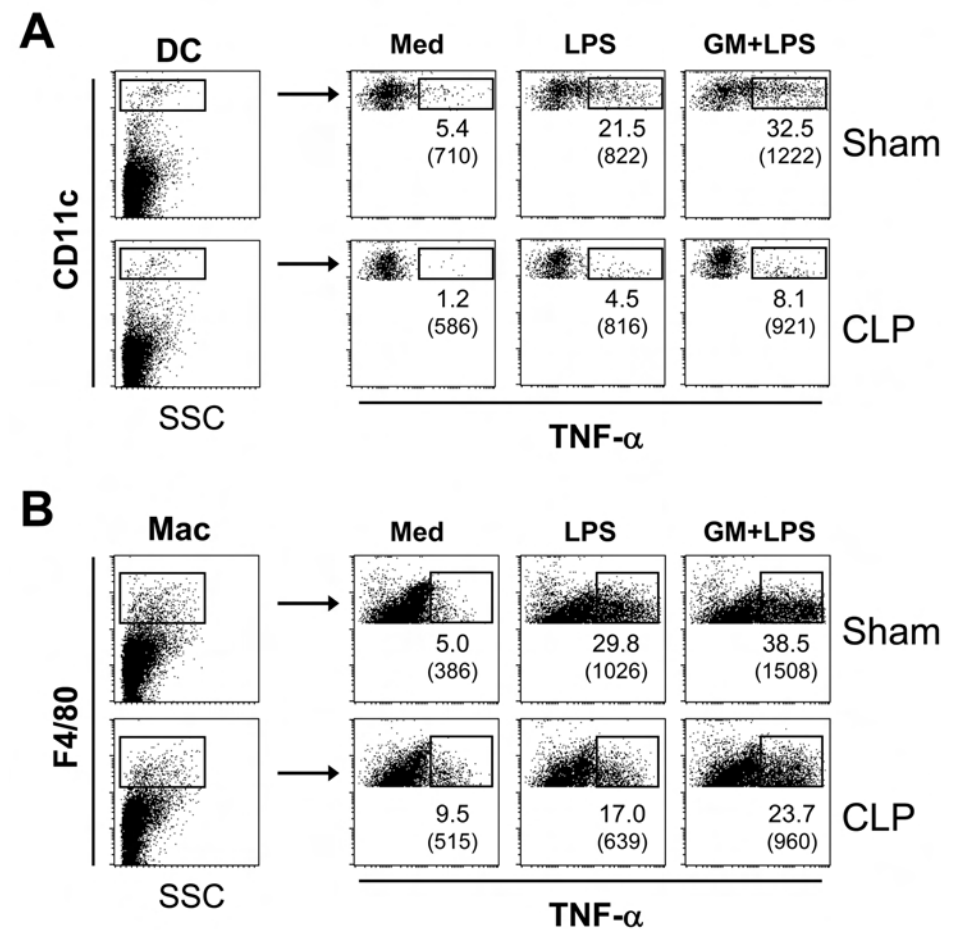 A
DC
Med
LPS
GM+LPS
5.4
(710)
21.5
(822)
32.5
(1222)
Sham
CD11c
1.2
(586)
4.5
(816)
8.1
(921)
CLP
SSC
TNF-α
B
Mac
Med
LPS
GM+LPS
5.0
(386)
29.8
(1026)
38.5
(1508)
Sham
F4/80
9.5
(515)
17.0
(639)
23.7
(960)
CLP
SSC
TNF-α